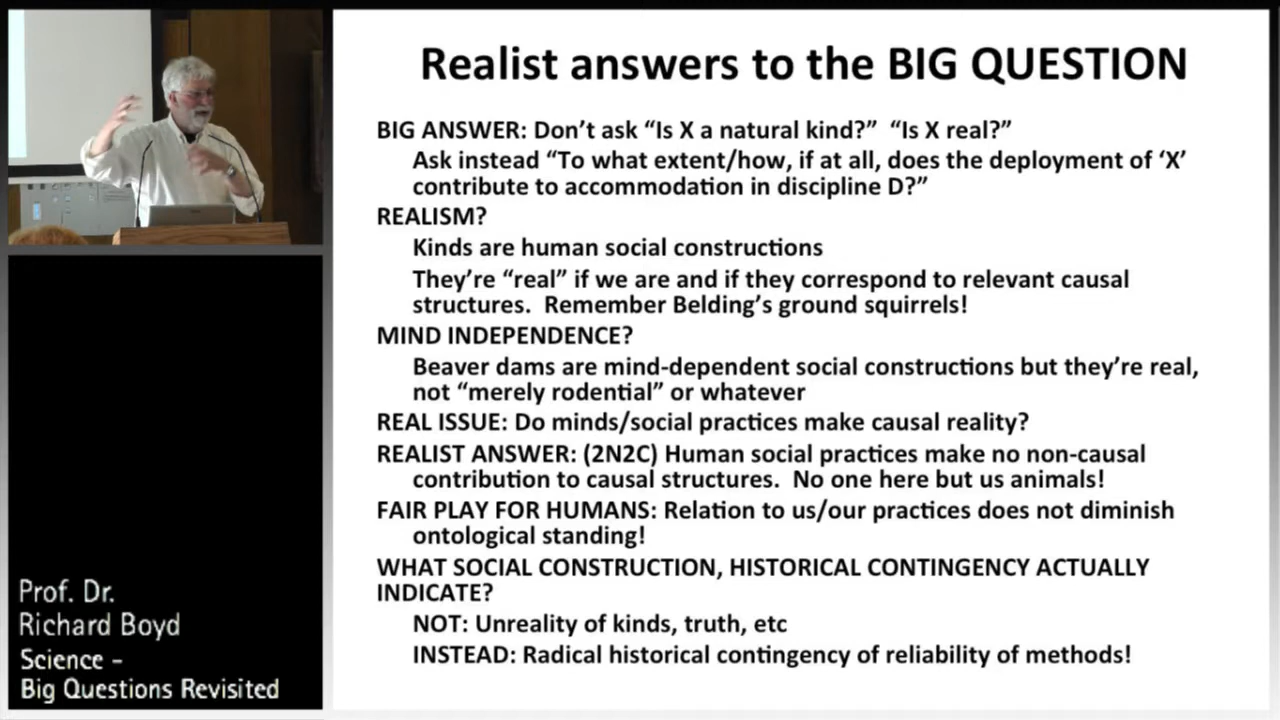 Realist answers to the BIG QUESTION
BIG ANSWER: Don't ask “Is X a natural kind?” “Is X real?”
Ask instead “To what extent/how, if at all, does the deployment of ‘X’
contribute to accommodation in discipline D?”
REALISM?
Kinds are human social constructions
They’re “real” if we are and if they correspond to relevant causal
structures. Remember Belding’s ground squirrels!
MIND INDEPENDENCE?
Beaver dams are mind-dependent social constructions but they’re real,
not “merely rodential” or whatever
REAL ISSUE: Do minds/social practices make causal reality?
REALIST ANSWER: (2N2C) Human social practices make no non-causal
contribution to causal structures. No one here but us animals!
FAIR PLAY FOR HUMANS: Relation to us/our practices does not diminish
ontological standing!
WHAT SOCIAL CONSTRUCTION, HISTORICAL CONTINGENCY ACTUALLY
INDICATE?
NOT: Unreality of kinds, truth, etc
INSTEAD: Radical historical contingency of reliability of methods!
Prof. Dr.
Richard Boyd
Science –
Big Questions Revisited